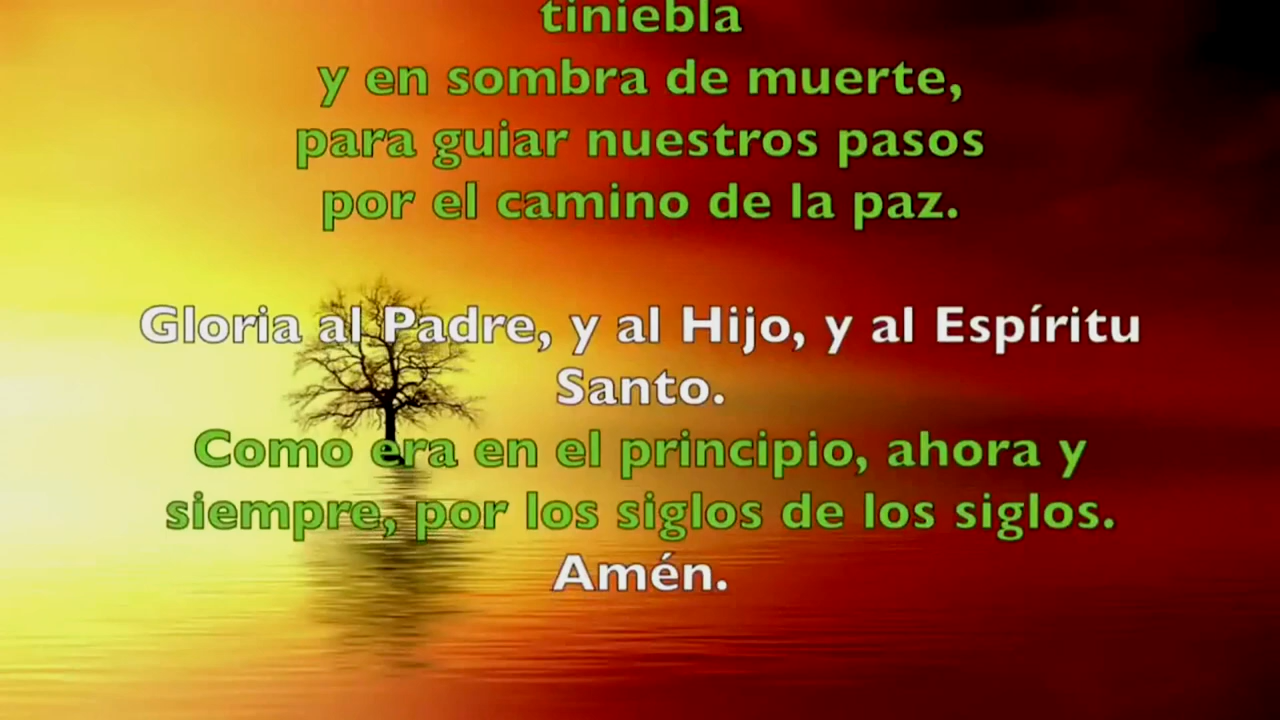 tiniebla
y en sombra de muerte,
para guiar nuestros pasos
por el camino de la paz.
Gloria al Padre, y al Hijo, y al Espíritu
Santo.
Como era en el principio, ahora y
siempre, por los siglos de los siglos.
Amén.